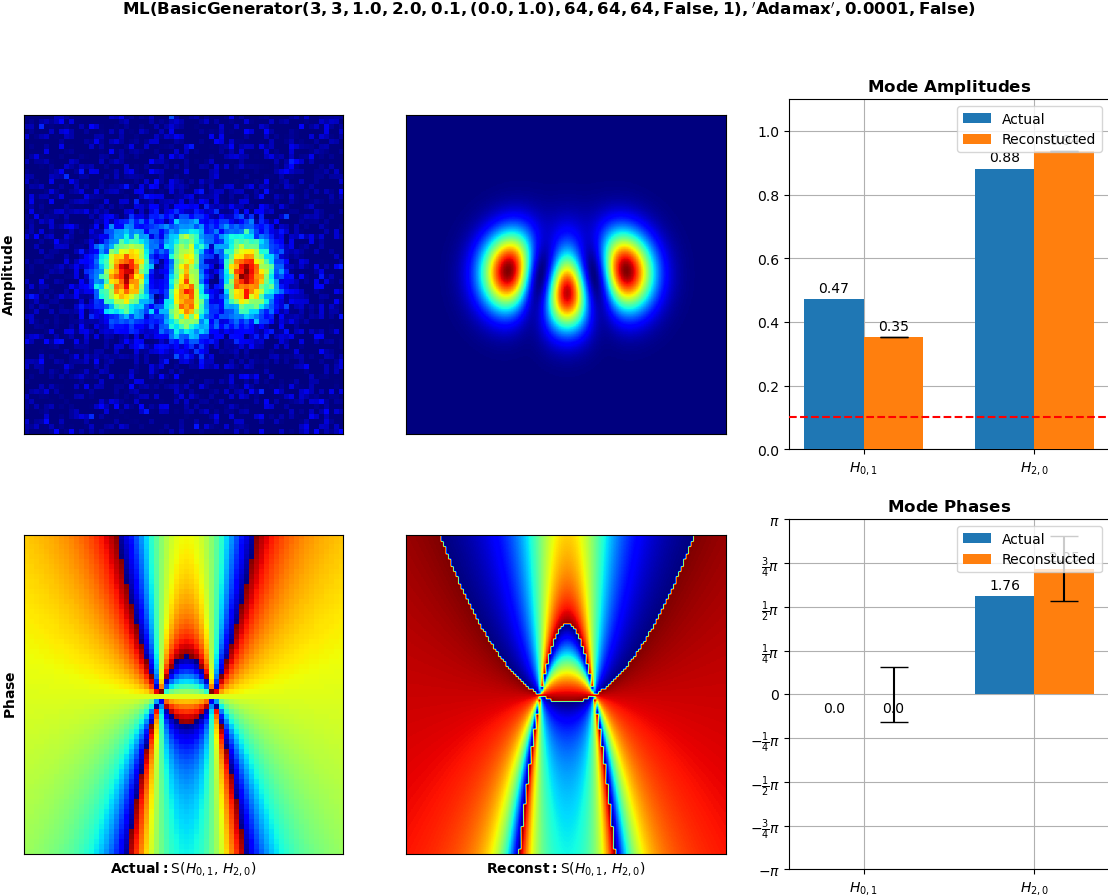 ML(BasicGenerator(3, 3, 1.0, 2.0, 0.1, (0.0, 1.0), 64, 64, 64, False, 1), ′Adamax′, 0.0001, False)
Amplitude
Mode Amplitudes
Actual
Reconstucted
1.0
0.8
0.6
0.4
0.2
0.0
0.47
0.35
0.88
H0, 1
H2, 0
Phase
Actual: S(H0, 1, H2, 0)
Reconst: S(H0, 1, H2, 0)
Mode Phases
Actual
Reconstucted
π
3/4π
1/2π
1/4π
0
−1/4π
−1/2π
−3/4π
−π
0.0
0.0
1.76
H0, 1
H2, 0